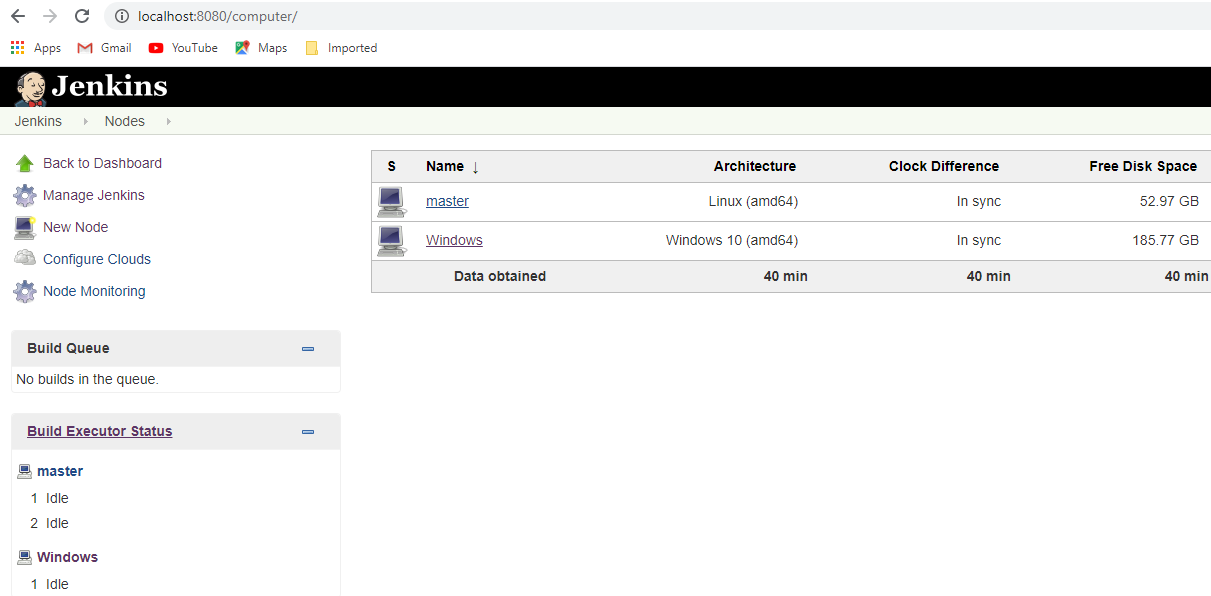 localhost:8080/computer/
Apps Gmail YouTube Maps Imported
Jenkins
Jenkins Nodes
Back to Dashboard
Manage Jenkins
New Node
Configure Clouds
Node Monitoring
Build Queue
No builds in the queue.
Build Executor Status
master
1 Idle
2 Idle
Windows
1 Idle
S Name ↓ Architecture Clock Difference Free Disk Space
master Linux (amd64) In sync 52.97 GB
Windows Windows 10 (amd64) In sync 185.77 GB
Data obtained 40 min 40 min 40 min